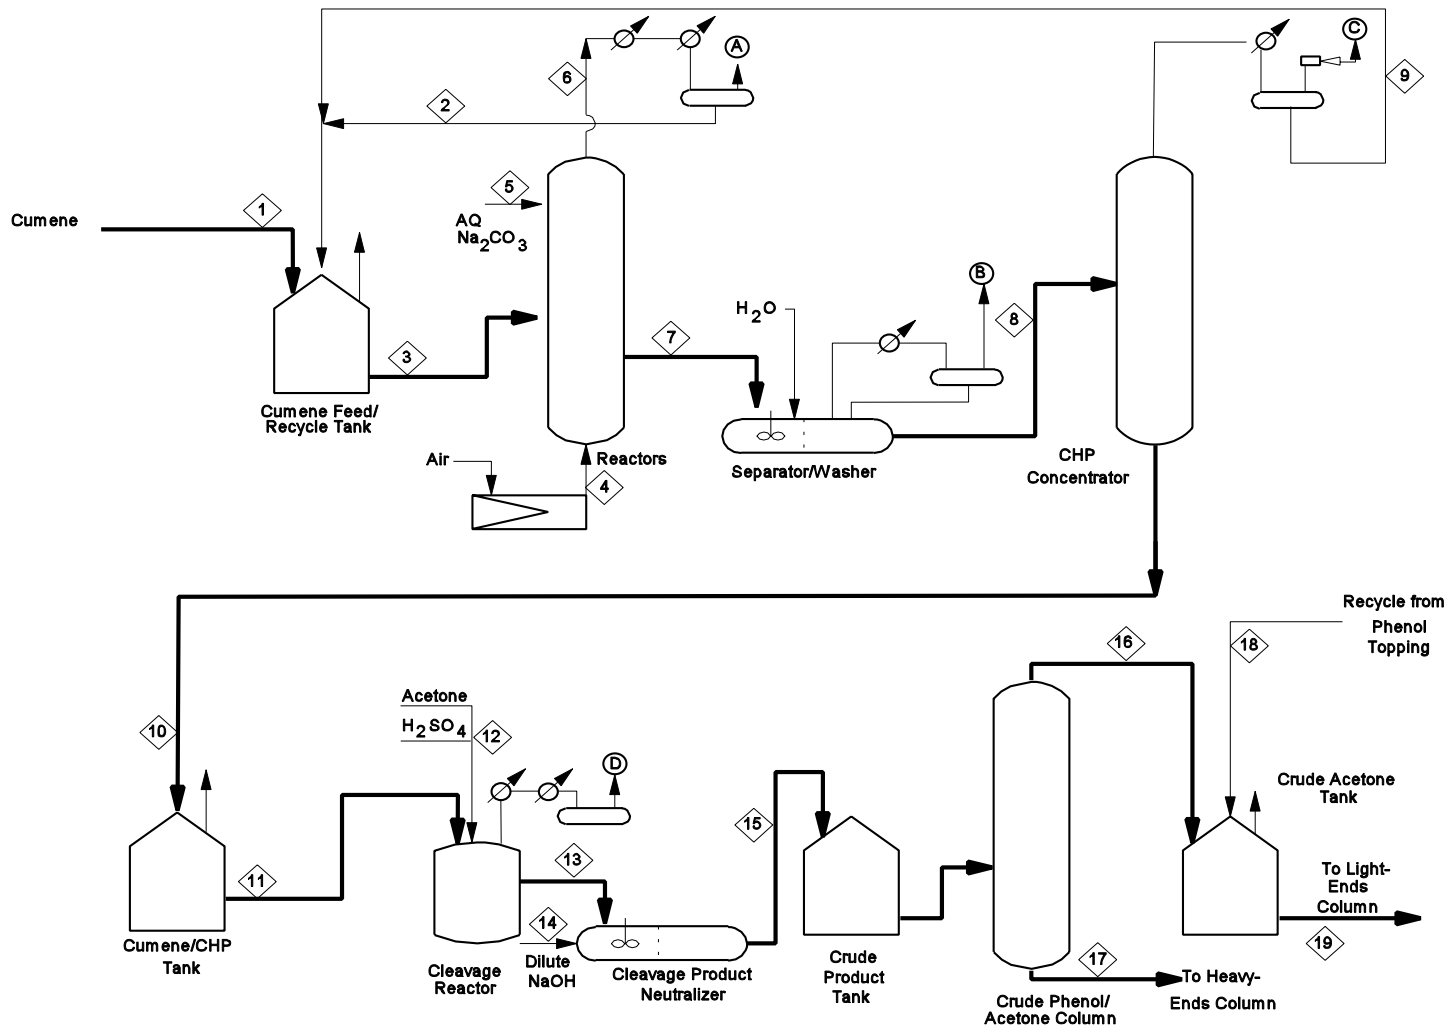 A
C
6
9
2
5
1
Cumene
AQ
Na2CO3
B
H2O
8
7
3
Cumene Feed/
Recycle Tank
Air
Reactors
4
Separator/Washer
CHP
Concentrator
Recycle from
Phenol
Topping
16
18
10
Acetone
H2SO4
12
D
Crude Acetone
Tank
15
13
11
To Light-
Ends
Column
14
19
Cumene/CHP
Tank
Cleavage
Reactor
Dilute
NaOH
Cleavage Product
Neutralizer
Crude
Product
Tank
17
To Heavy-
Ends Column
Crude Phenol/
Acetone Column